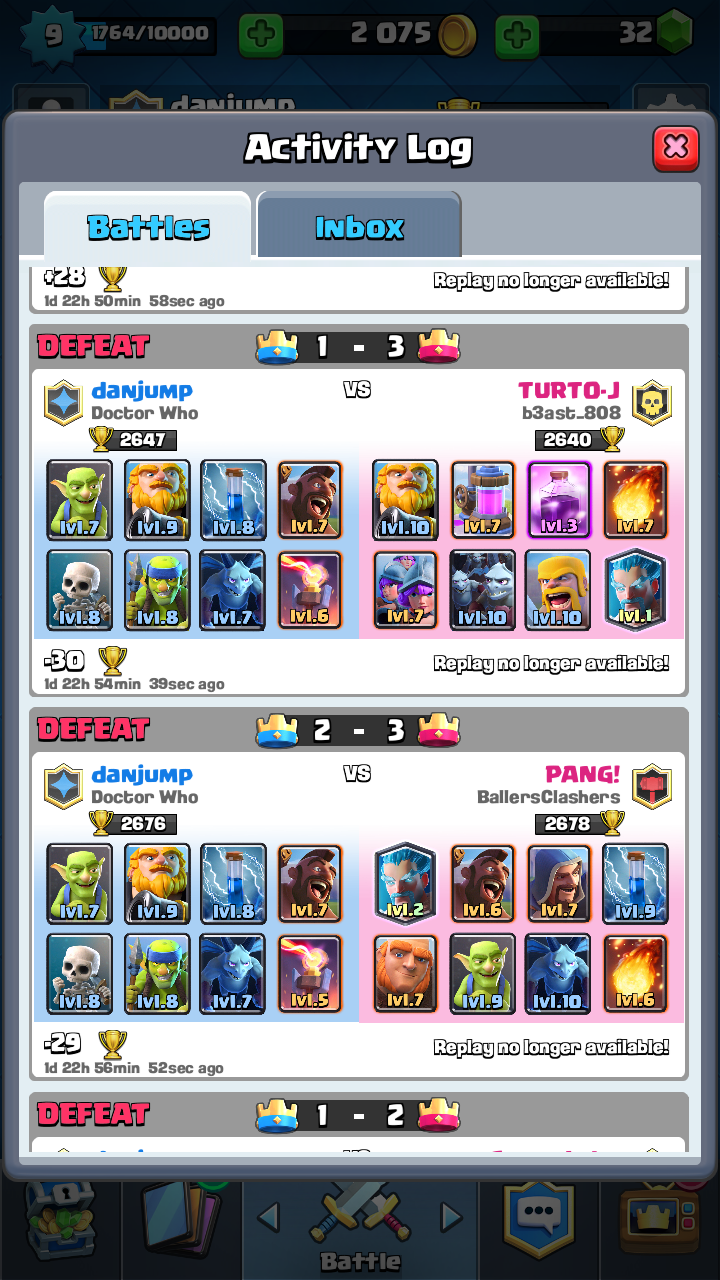 9 1764/10000 2 075 32
danjump
Activity Log
Battles Inbox
+28 Replay no longer available!
1d 22h 50min 58sec ago
DEFEAT 1 - 3
danjump VS TURTO-J
Doctor Who b3ast_808
2647 2640
lvl.7 lvl.9 lvl.8 lvl.7 lvl.10 lvl.7 lvl.3 lvl.7
lvl.8 lvl.8 lvl.7 lvl.6 lvl.7 lvl.10 lvl.10 lvl.1
-30 Replay no longer available!
1d 22h 54min 39sec ago
DEFEAT 2 - 3
danjump VS PANG!
Doctor Who BallersClashers
2676 2678
lvl.7 lvl.9 lvl.8 lvl.7 lvl.2 lvl.6 lvl.7 lvl.9
lvl.8 lvl.8 lvl.7 lvl.5 lvl.7 lvl.9 lvl.10 lvl.6
-29 Replay no longer available!
1d 22h 56min 52sec ago
DEFEAT 1 - 2
Battle